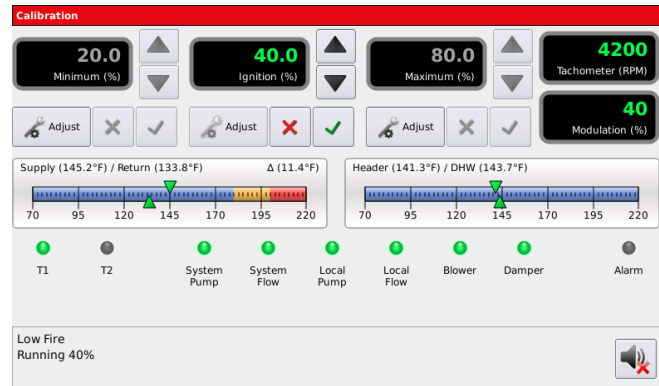 Calibration
20.0
Minimum (%)
40.0
Ignition (%)
80.0
Maximum (%)
4200
Tachometer (RPM)
Adjust
Adjust
Adjust
40
Modulation (%)
Supply (145.2°F) / Return (133.8°F) Δ (11.4°F)
70 95 120 145 170 195 220
Header (141.3°F) / DHW (143.7°F)
70 95 120 145 170 195 220
T1
T2
System
Pump
System
Flow
Local
Pump
Local
Flow
Blower
Damper
Alarm
Low Fire
Running 40%